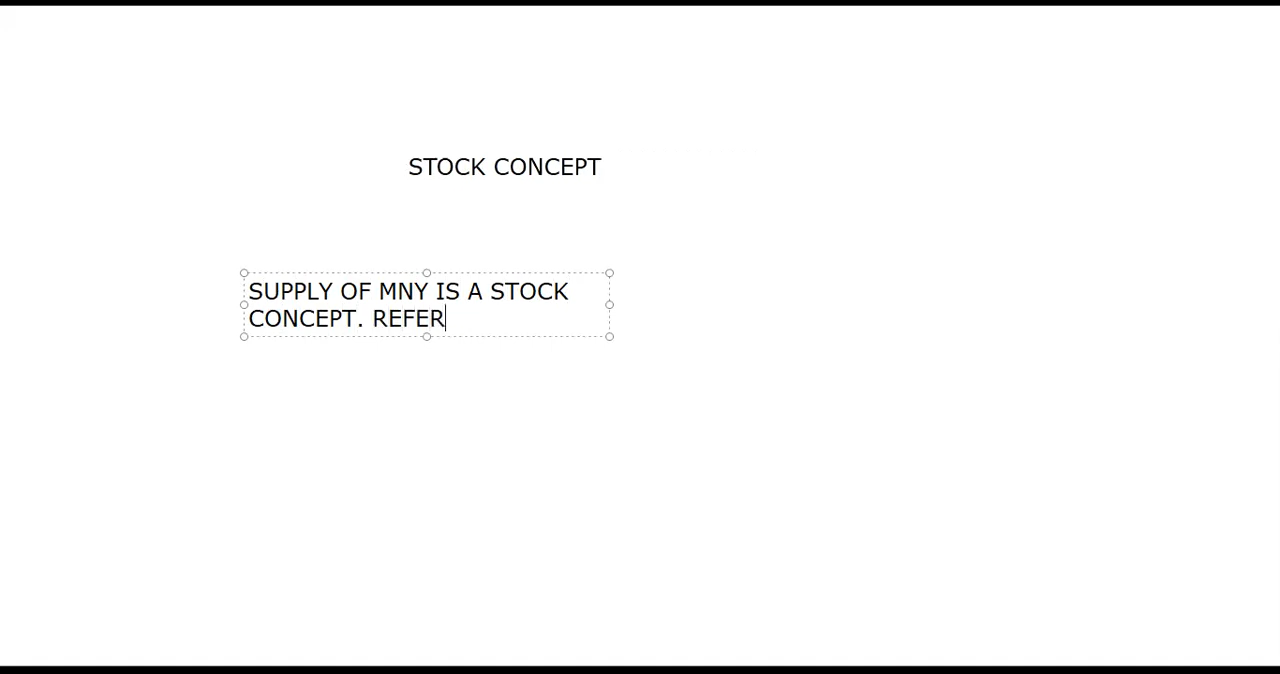 STOCK CONCEPT
SUPPLY OF MNY IS A STOCK
CONCEPT. REFER